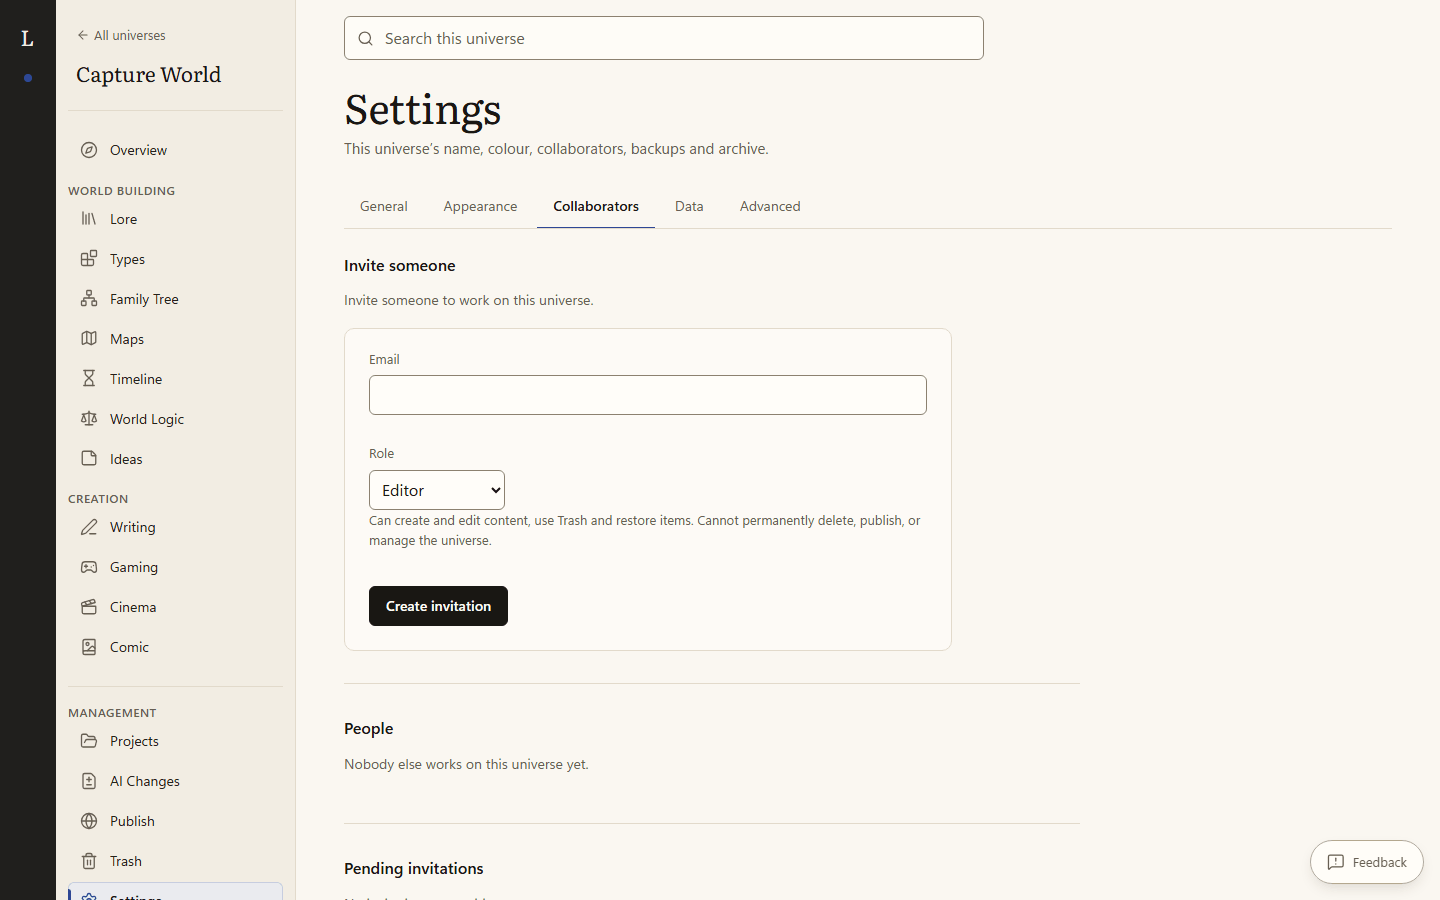 L
All universes
Capture World
Overview
WORLD BUILDING
Lore
Types
Family Tree
Maps
Timeline
World Logic
Ideas
CREATION
Writing
Gaming
Cinema
Comic
MANAGEMENT
Projects
AI Changes
Publish
Trash
Settings
Search this universe
Settings
This universe's name, colour, collaborators, backups and archive.
General Appearance Collaborators Data Advanced
Invite someone
Invite someone to work on this universe.
Email
Role
Editor
Can create and edit content, use Trash and restore items. Cannot permanently delete, publish, or
manage the universe.
Create invitation
People
Nobody else works on this universe yet.
Pending invitations
Feedback